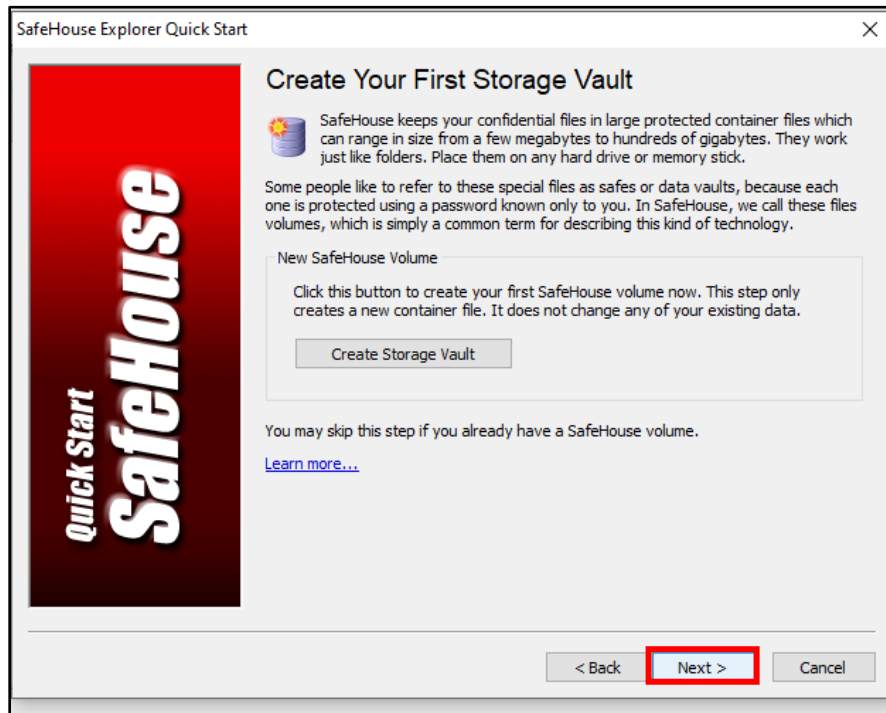 SafeHouse Explorer Quick Start
Create Your First Storage Vault
SafeHouse keeps your confidential files in large protected container files which
can range in size from a few megabytes to hundreds of gigabytes. They work
just like folders. Place them on any hard drive or memory stick.
Some people like to refer to these special files as safes or data vaults, because each
one is protected using a password known only to you. In SafeHouse, we call these files
volumes, which is simply a common term for describing this kind of technology.
New SafeHouse Volume
Click this button to create your first SafeHouse volume now. This step only
creates a new container file. It does not change any of your existing data.
Create Storage Vault
You may skip this step if you already have a SafeHouse volume.
Learn more...
Quick Start
SafeHouse
< Back
Next >
Cancel